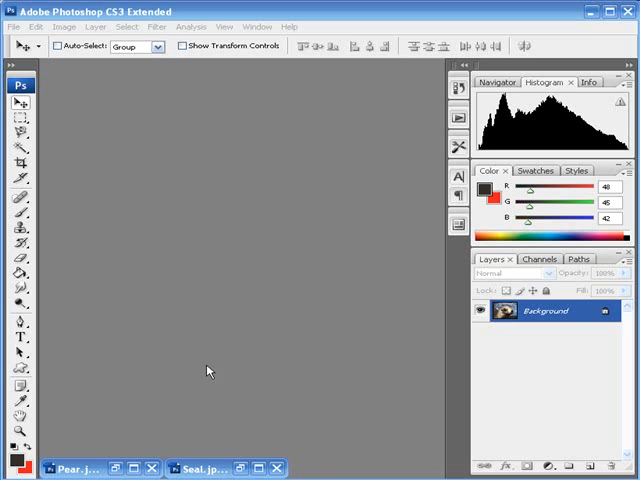 Ps Adobe Photoshop CS3 Extended
File Edit Image Layer Select Filter Analysis View Window Help
Auto-Select: Group Show Transform Controls
Ps
Navigator Histogram x Info
Color x Swatches Styles
R 48
G 45
B 42
Layers x Channels Paths
Normal Opacity: 100%
Lock: Fill: 100%
Background
A
T
fx
Pear.j... Seal.jp...